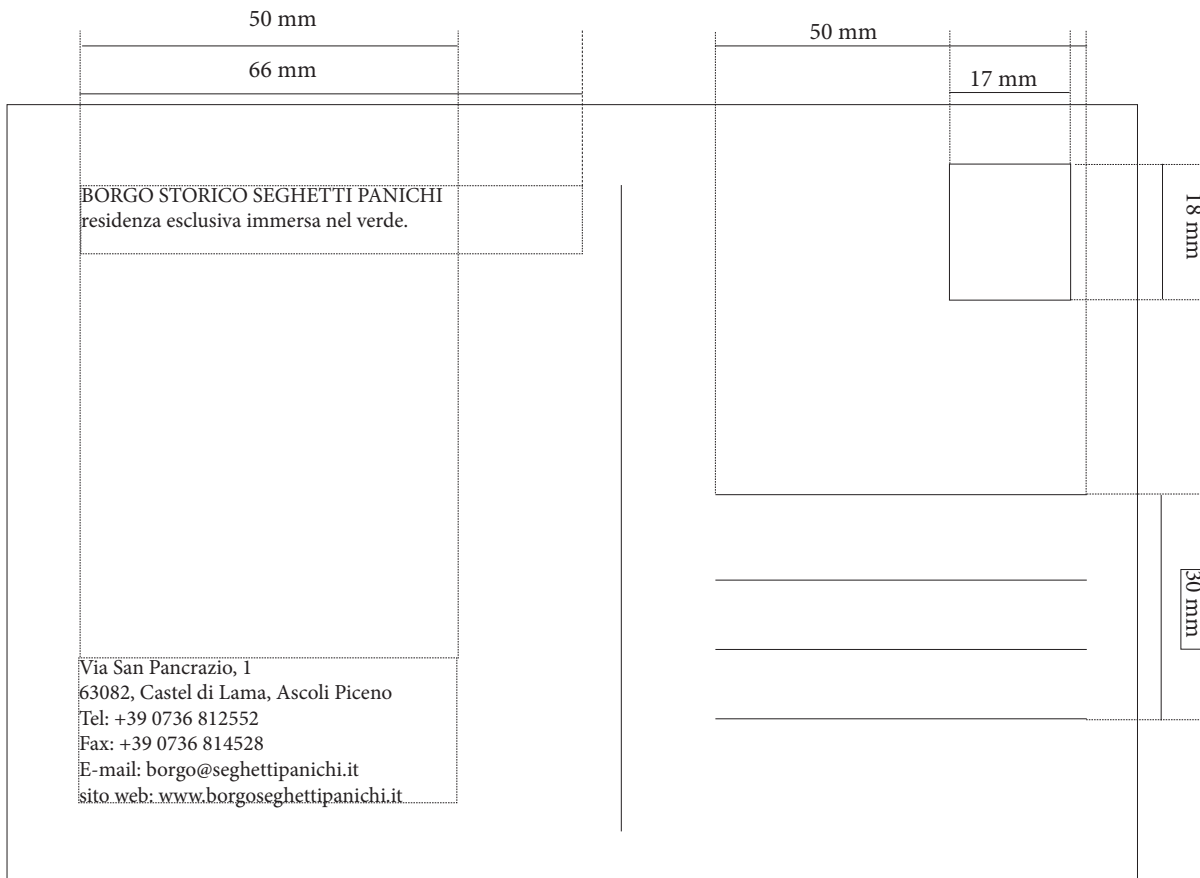 50 mm
66 mm
50 mm
17 mm
18 mm
BORGO STORICO SEGHETTI PANICHI
residenza esclusiva immersa nel verde.
30 mm
Via San Pancrazio, 1
63082, Castel di Lama, Ascoli Piceno
Tel: +39 0736 812552
Fax: +39 0736 814528
E-mail: borgo@seghettipanichi.it
sito web: www.borgoseghettipanichi.it